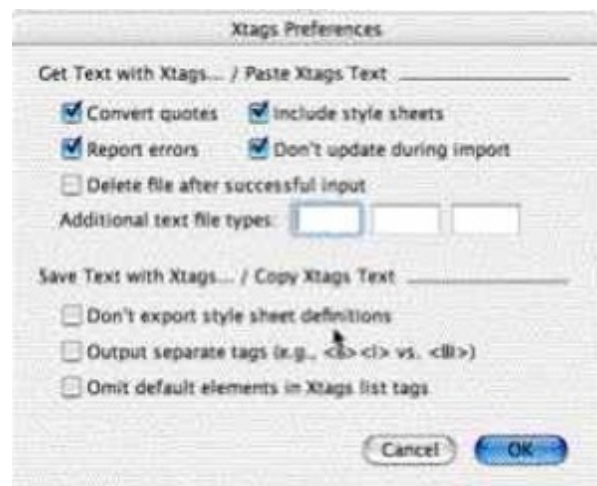 Xtags Preferences
Get Text with Xtags... / Paste Xtags Text
Convert quotes Include style sheets
Report errors Don't update during import
Delete file after successful input
Additional text file types:
Save Text with Xtags... / Copy Xtags Text
Don't export style sheet definitions
Output separate tags (e.g., <B><I> vs. <BI>)
Omit default elements in Xtags list tags
Cancel OK